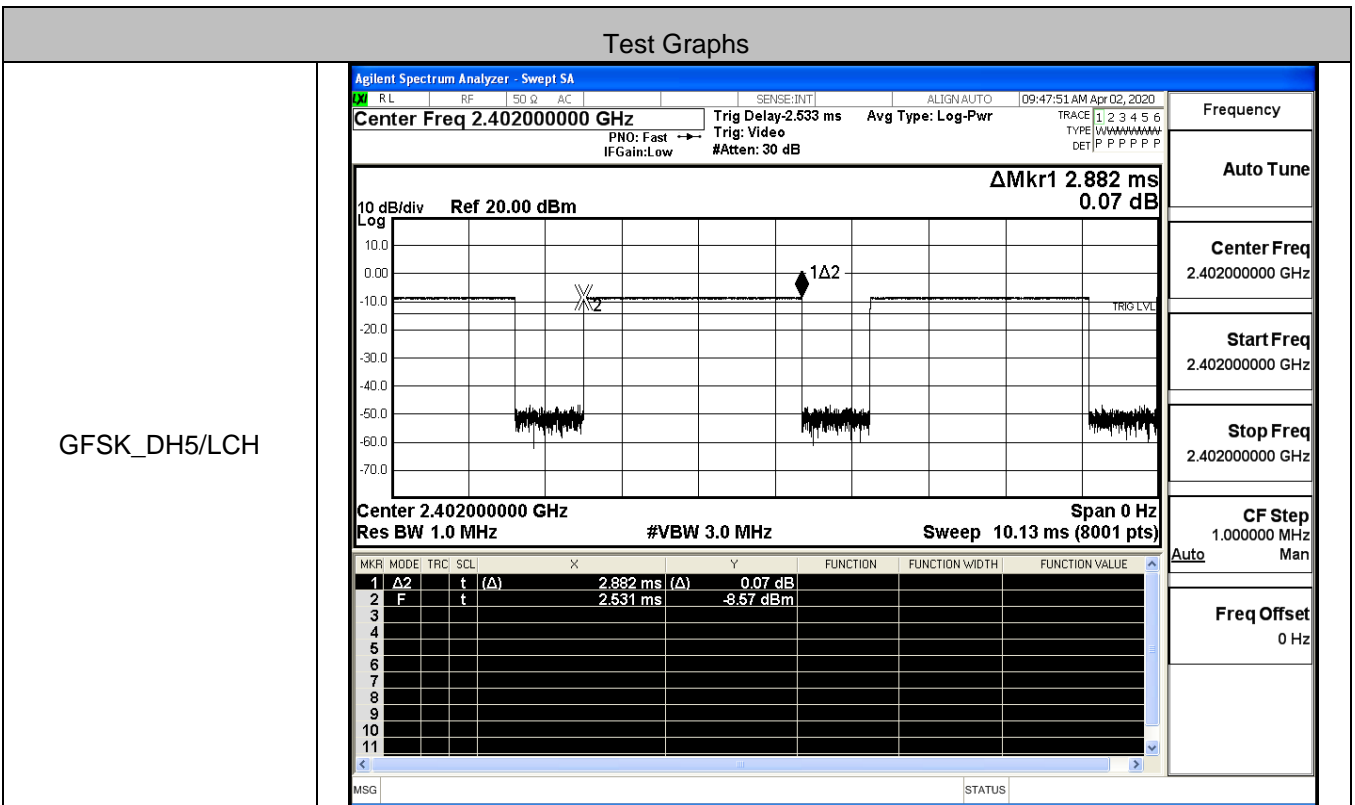 Test Graphs
GFSK_DH5/LCH
Agilent Spectrum Analyzer - Swept SA
LXI RL RF 50 Ω AC SENSE:INT ALIGNAUTO 09:47:51 AM Apr 02, 2020
Center Freq 2.402000000 GHz
PNO: Fast
IFGain:Low
Trig Delay-2.533 ms
Trig: Video
#Atten: 30 dB
Avg Type: Log-Pwr
TRACE 1 2 3 4 5 6
TYPE WWWWWW
DET P P P P P P
ΔMkr1 2.882 ms
0.07 dB
10 dB/div Ref 20.00 dBm
Log
10.0
0.00
-10.0
-20.0
-30.0
-40.0
-50.0
-60.0
-70.0
1Δ2
2
TRIG LVL
Center 2.402000000 GHz Span 0 Hz
Res BW 1.0 MHz #VBW 3.0 MHz Sweep 10.13 ms (8001 pts)
MKR MODE TRC SCL X Y FUNCTION FUNCTION WIDTH FUNCTION VALUE
1 Δ2 t (Δ) 2.882 ms (Δ) 0.07 dB
2 F t 2.531 ms -8.57 dBm
3
4
5
6
7
8
9
10
11
MSG STATUS
Frequency
Auto Tune
Center Freq
2.402000000 GHz
Start Freq
2.402000000 GHz
Stop Freq
2.402000000 GHz
CF Step
1.000000 MHz
Auto Man
Freq Offset
0 Hz